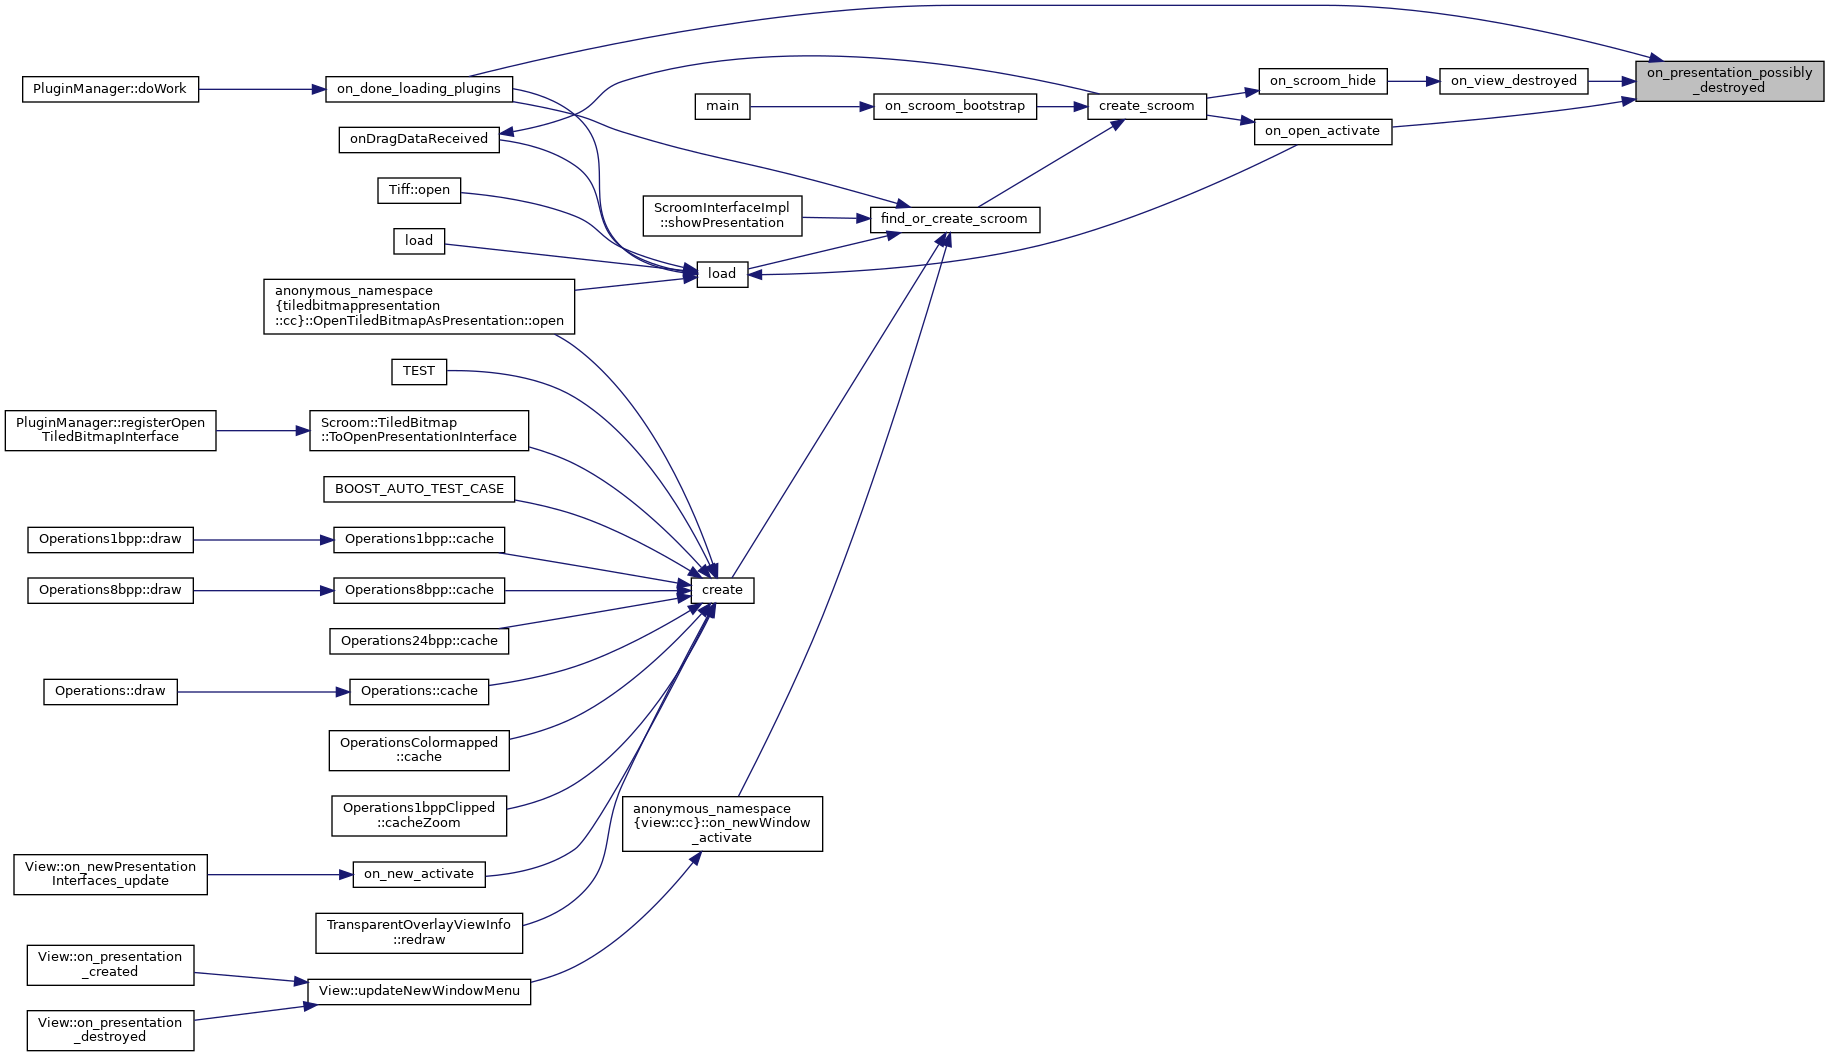 on_presentation_possibly
_destroyed
on_done_loading_plugins
PluginManager::doWork
on_view_destroyed
on_scroom_hide
create_scroom
on_scroom_bootstrap
main
on_open_activate
onDragDataReceived
Tiff::open
ScroomInterfaceImpl
::showPresentation
find_or_create_scroom
load
load
anonymous_namespace
{tiledbitmappresentation
::cc}::OpenTiledBitmapAsPresentation::open
TEST
PluginManager::registerOpen
TiledBitmapInterface
Scroom::TiledBitmap
::ToOpenPresentationInterface
BOOST_AUTO_TEST_CASE
Operations1bpp::draw
Operations1bpp::cache
Operations8bpp::draw
Operations8bpp::cache
create
Operations24bpp::cache
Operations::draw
Operations::cache
OperationsColormapped
::cache
Operations1bppClipped
::cacheZoom
anonymous_namespace
{view::cc}::on_newWindow
_activate
View::on_newPresentation
Interfaces_update
on_new_activate
TransparentOverlayViewInfo
::redraw
View::on_presentation
_created
View::updateNewWindowMenu
View::on_presentation
_destroyed